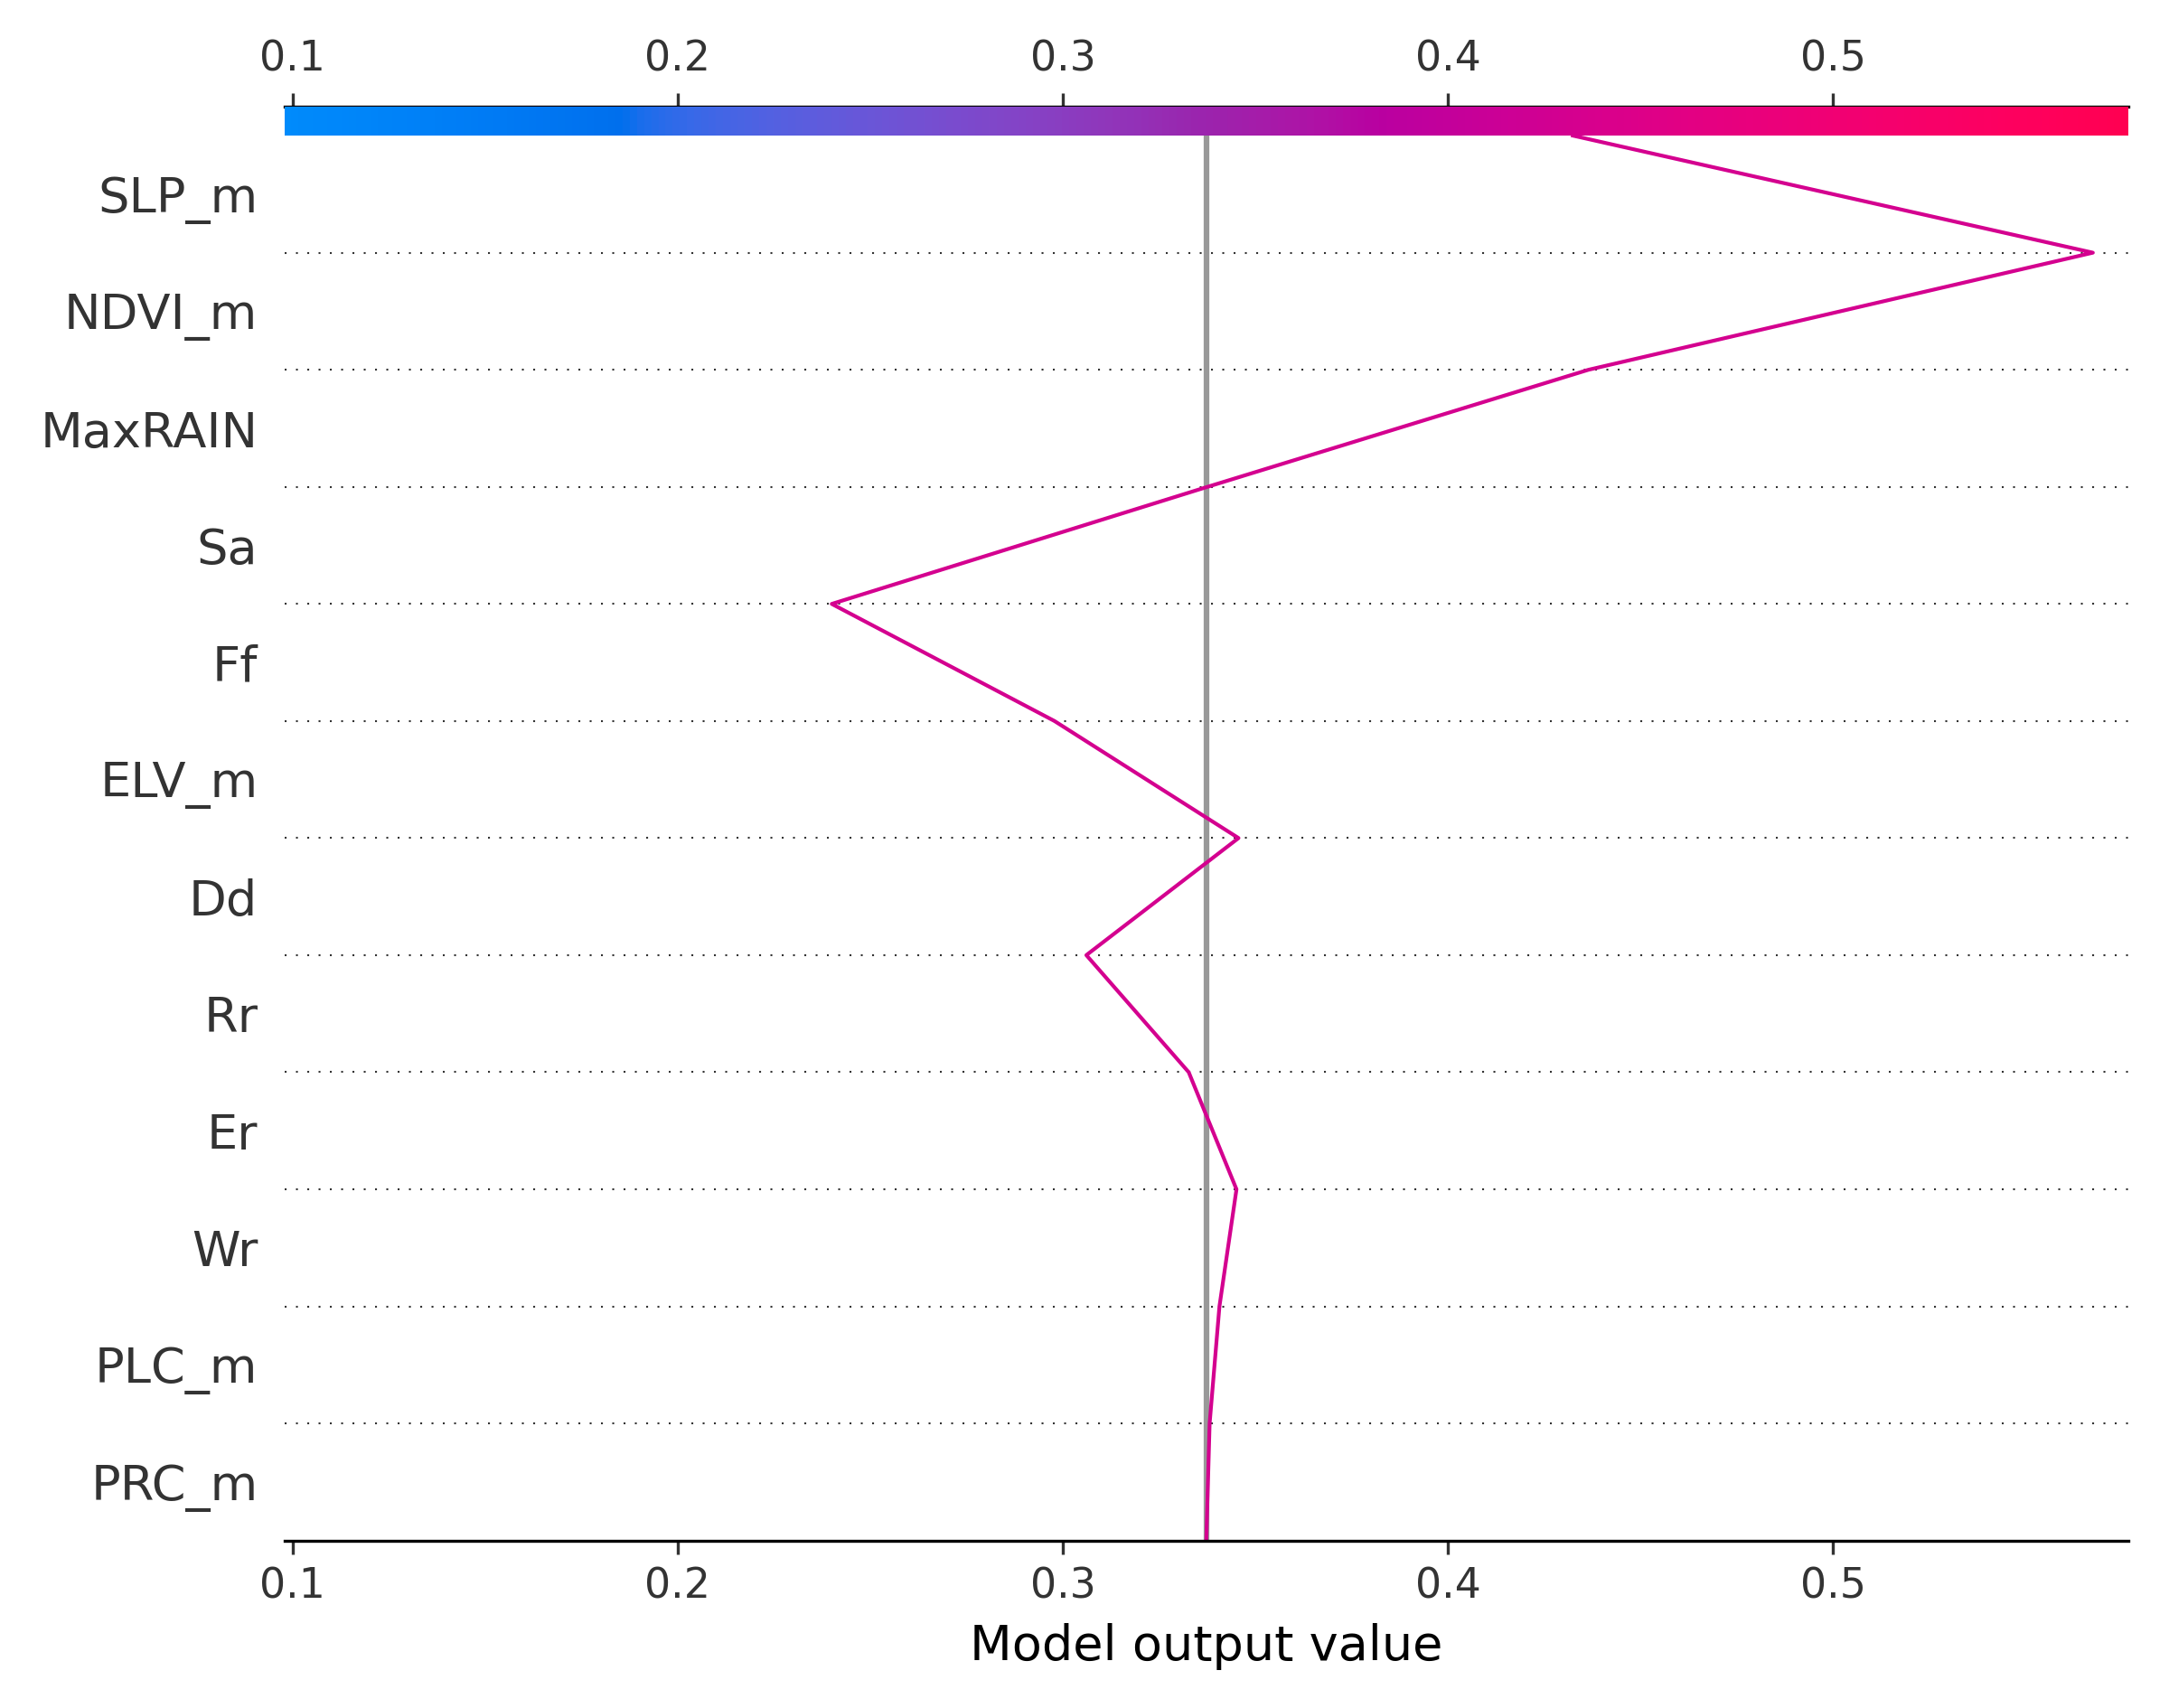 0.1 0.2 0.3 0.4 0.5
SLP_m
NDVI_m
MaxRAIN
Sa
Ff
ELV_m
Dd
Rr
Er
Wr
PLC_m
PRC_m
0.1 0.2 0.3 0.4 0.5
Model output value